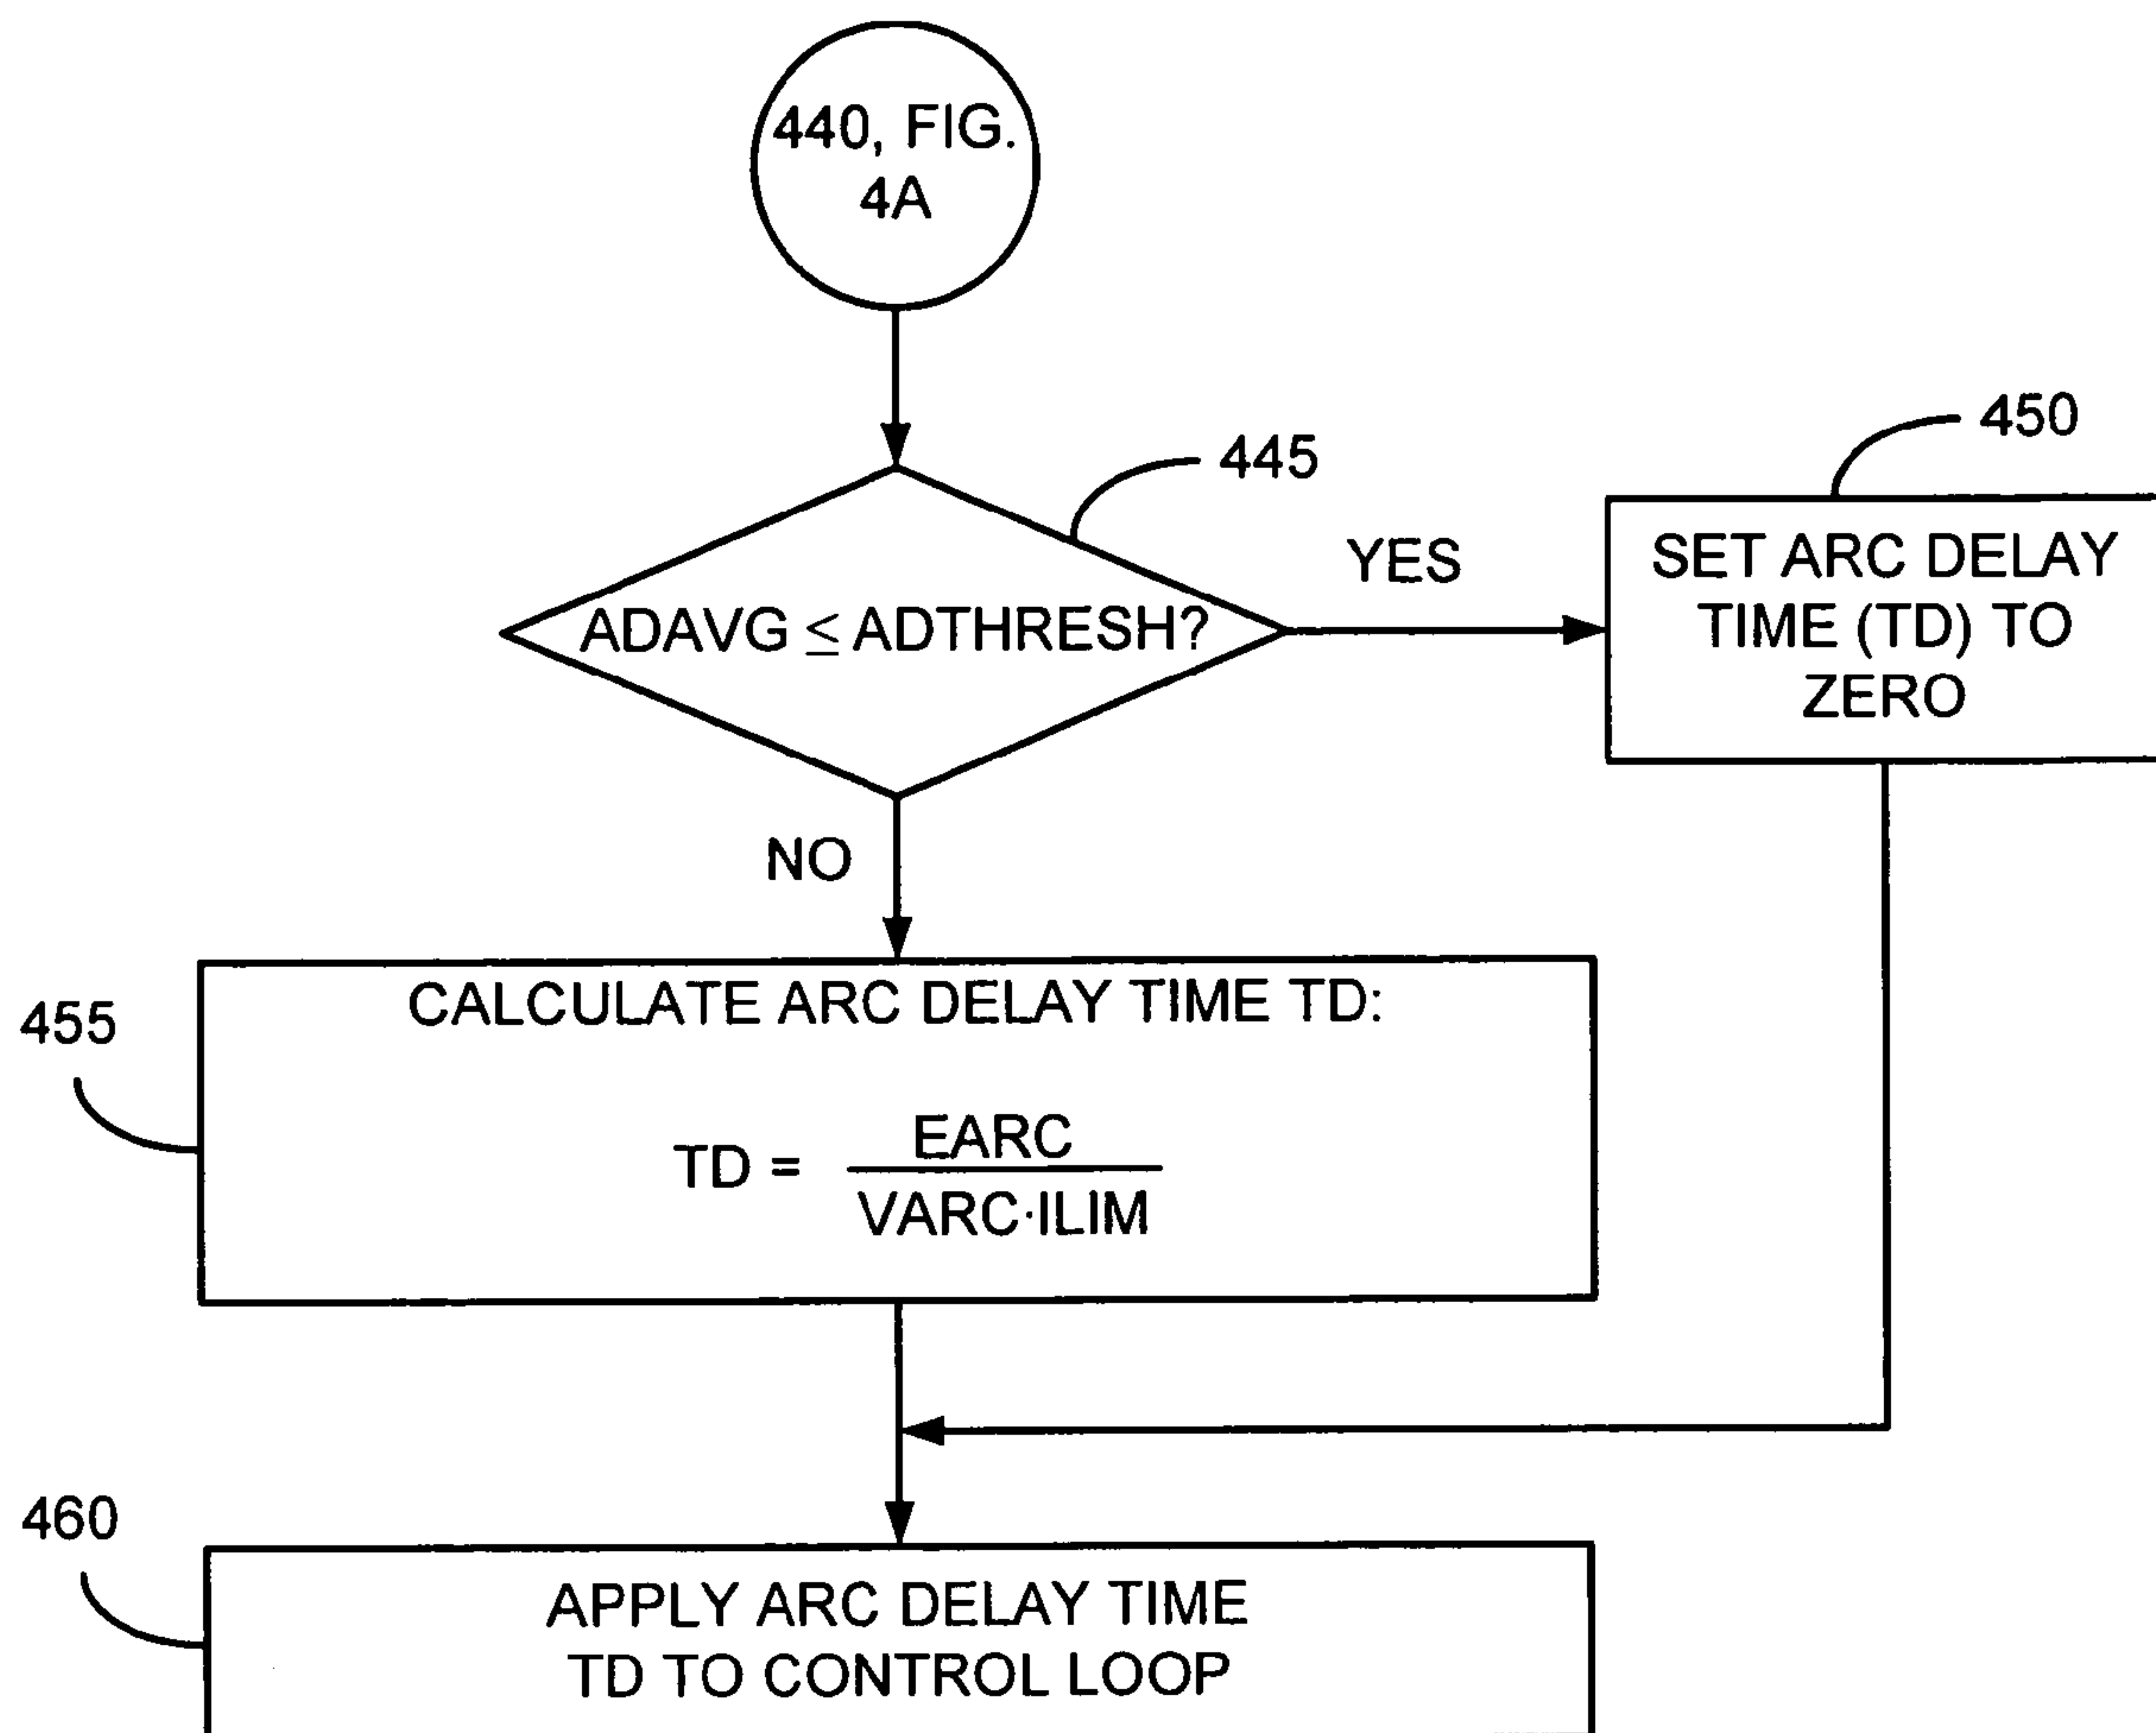 440, FIG.
4A
445
450
ADAVG ≤ ADTHRESH?
YES
SET ARC DELAY
TIME (TD) TO
ZERO
NO
455
CALCULATE ARC DELAY TIME TD:
TD = EARC
VARC·ILIM
460
APPLY ARC DELAY TIME
TD TO CONTROL LOOP